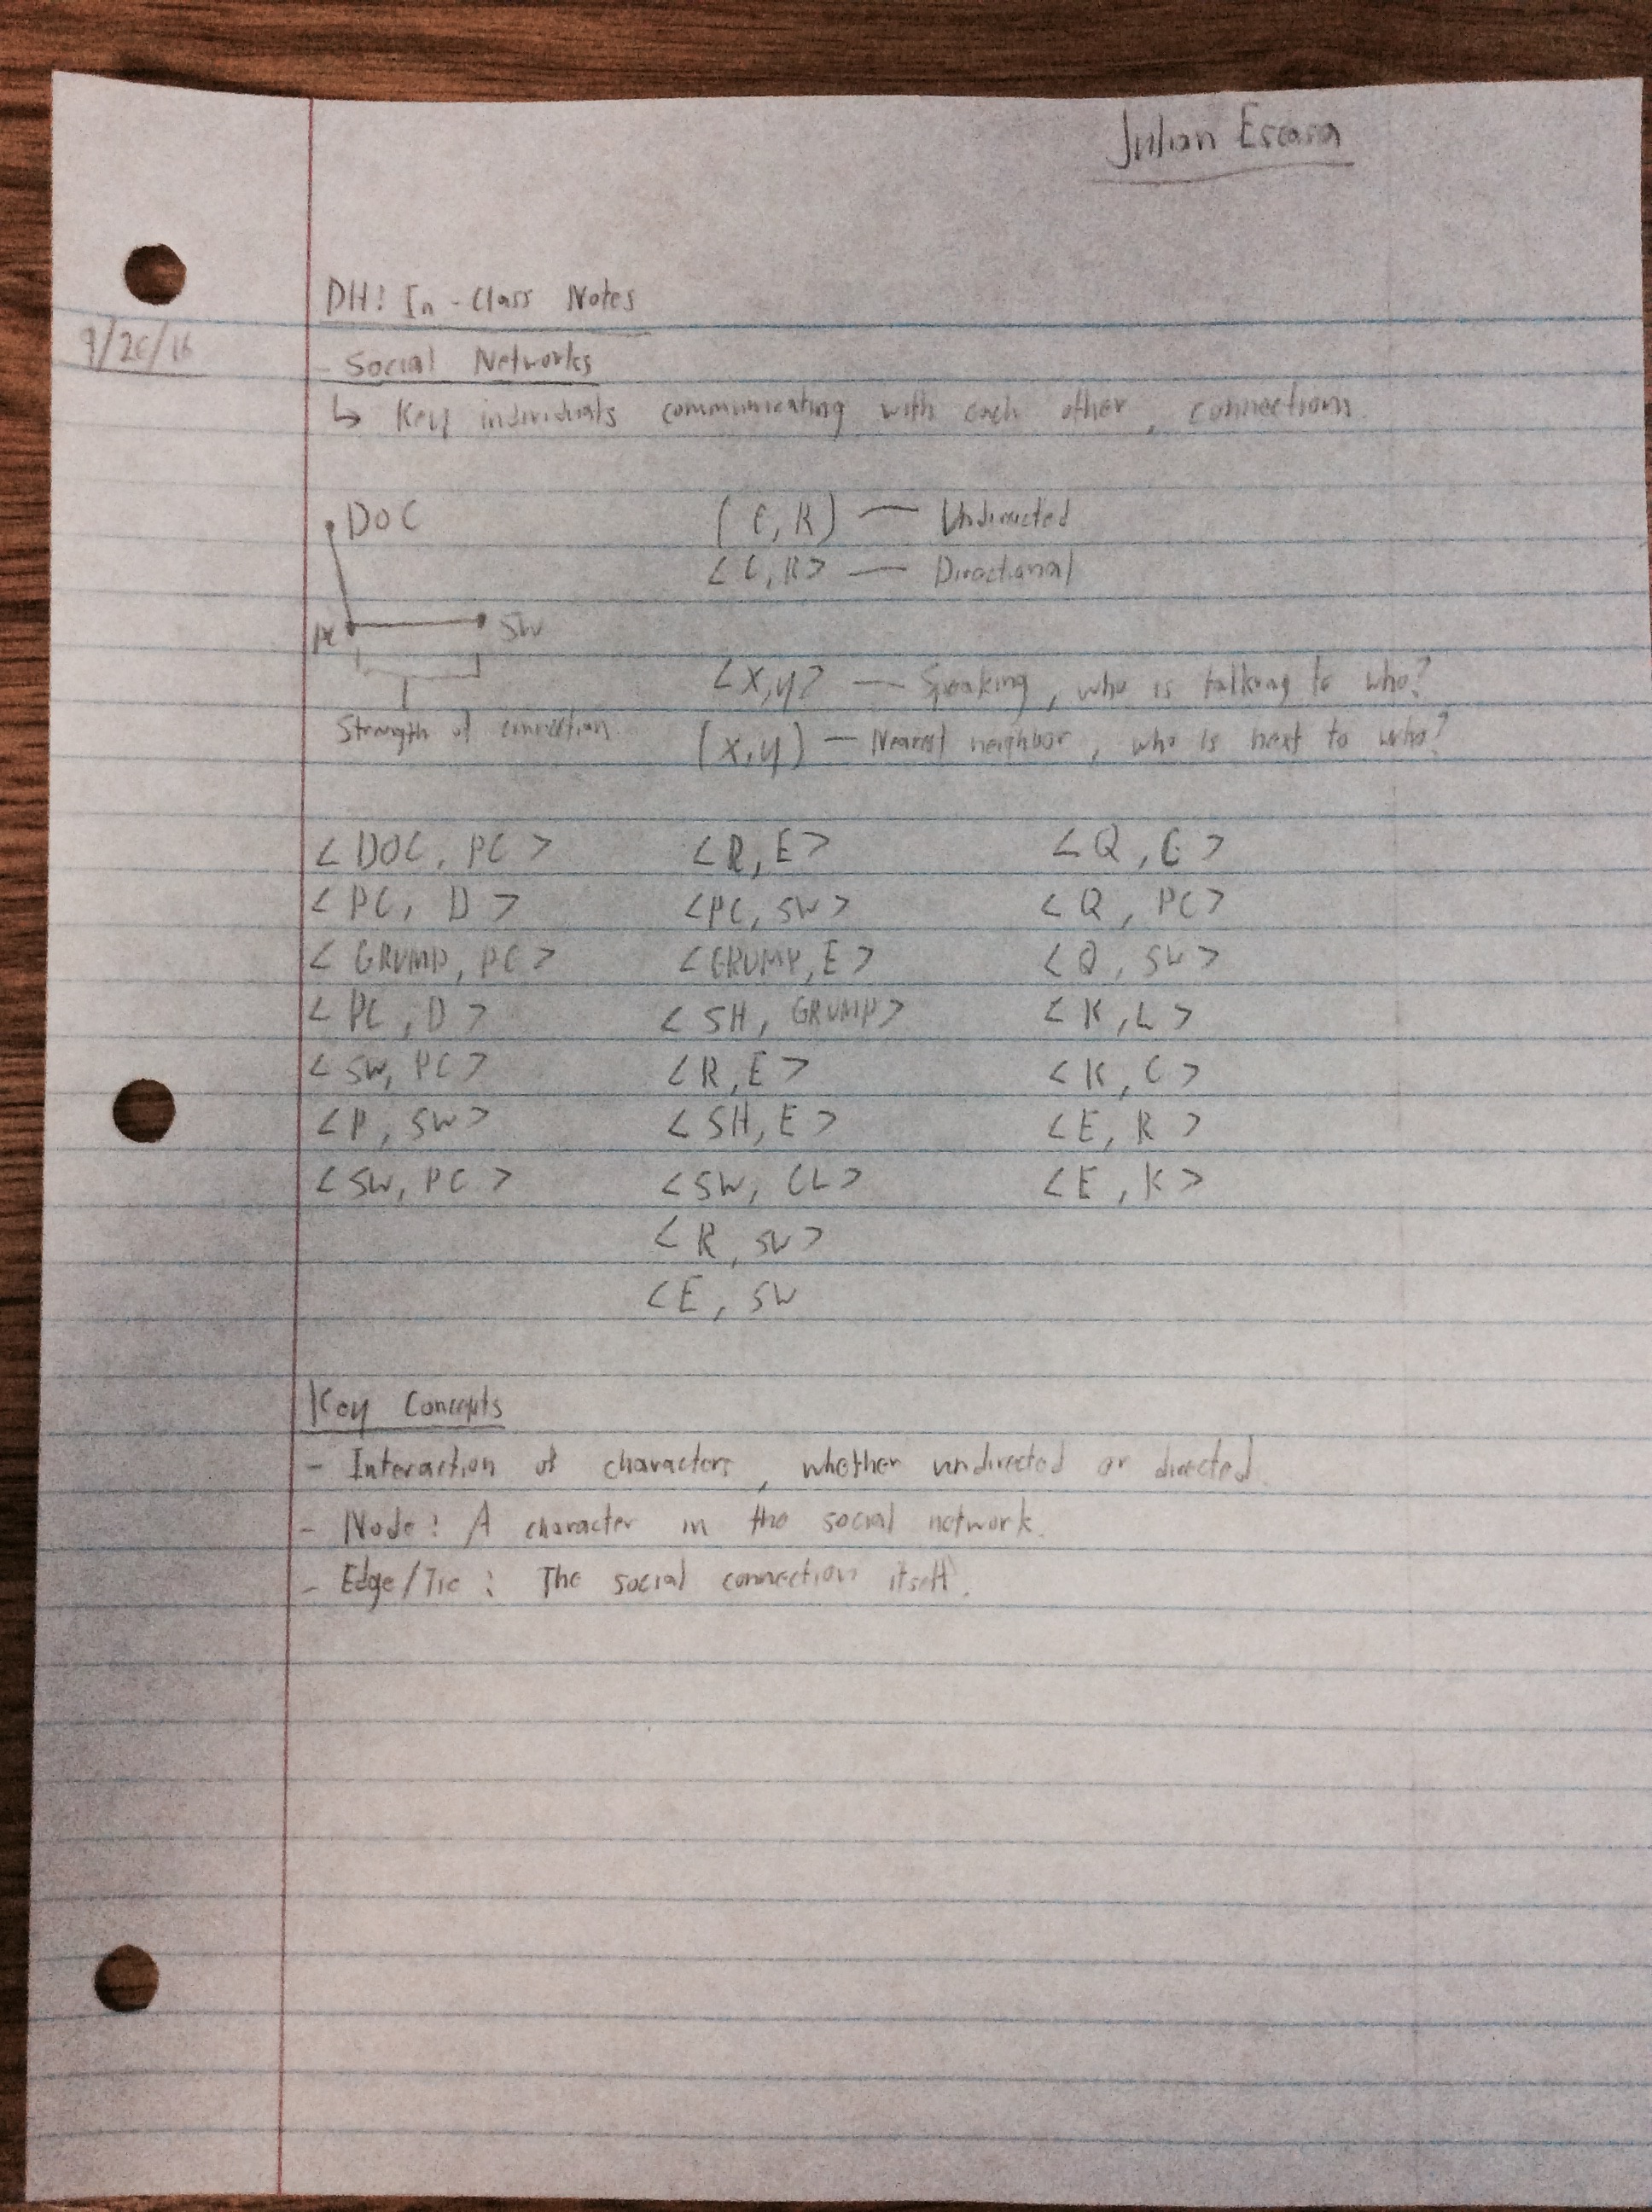 Julian Escasa
DH: In-Class Notes
9/26/16
- Social Networks
↳ Key individuals communicating with each other, connections.
DOC
(C, R) — Undirected
<C, R> — Directional
PC SW
<x, y> — Speaking, who is talking to who?
Strength of connection
(x, y) — Nearest neighbor, who is next to who?
<DOC, PC> <R, E> <Q, E>
<PC, D> <PC, SW> <Q, PC>
<GRUMP, PC> <GRUMP, E> <Q, SW>
<PC, D> <SH, GRUMP> <K, L>
<SW, PC> <R, E> <K, C>
<P, SW> <SH, E> <E, R>
<SW, PC> <SW, CL> <E, K>
<R, SW>
<E, SW
Key Concepts
- Interaction of characters, whether undirected or directed.
- Node: A character in the social network.
- Edge/Tie: The social connection itself.